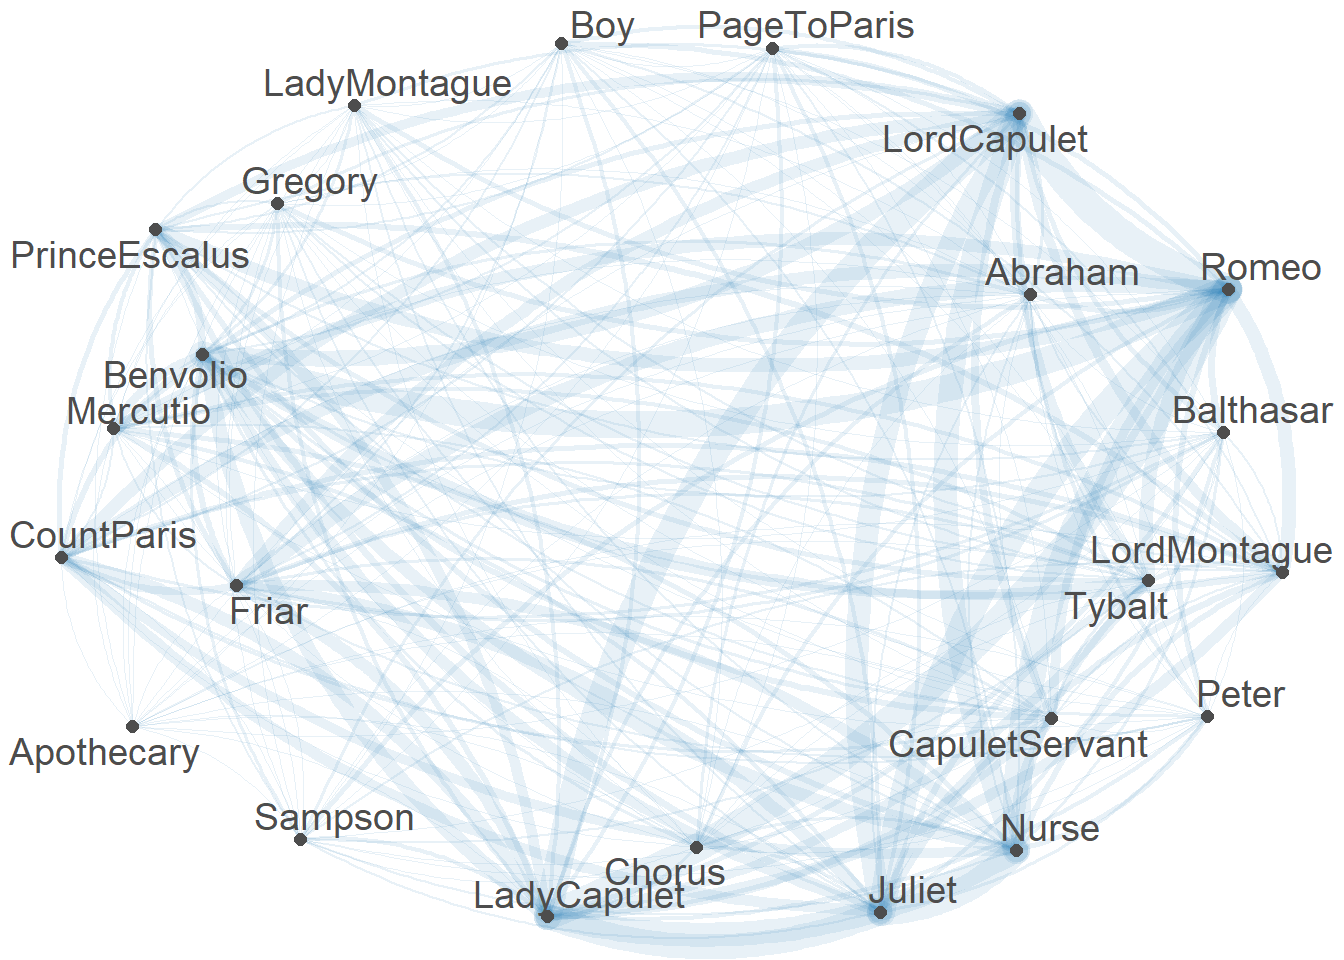 Boy
PageToParis
LadyMontague
LordCapulet
Gregory
PrinceEscalus
Abraham
Romeo
Benvolio
Mercutio
Balthasar
CountParis
LordMontague
Friar
Tybalt
Peter
Apothecary
CapuletServant
Sampson
Nurse
Chorus
LadyCapulet
Juliet